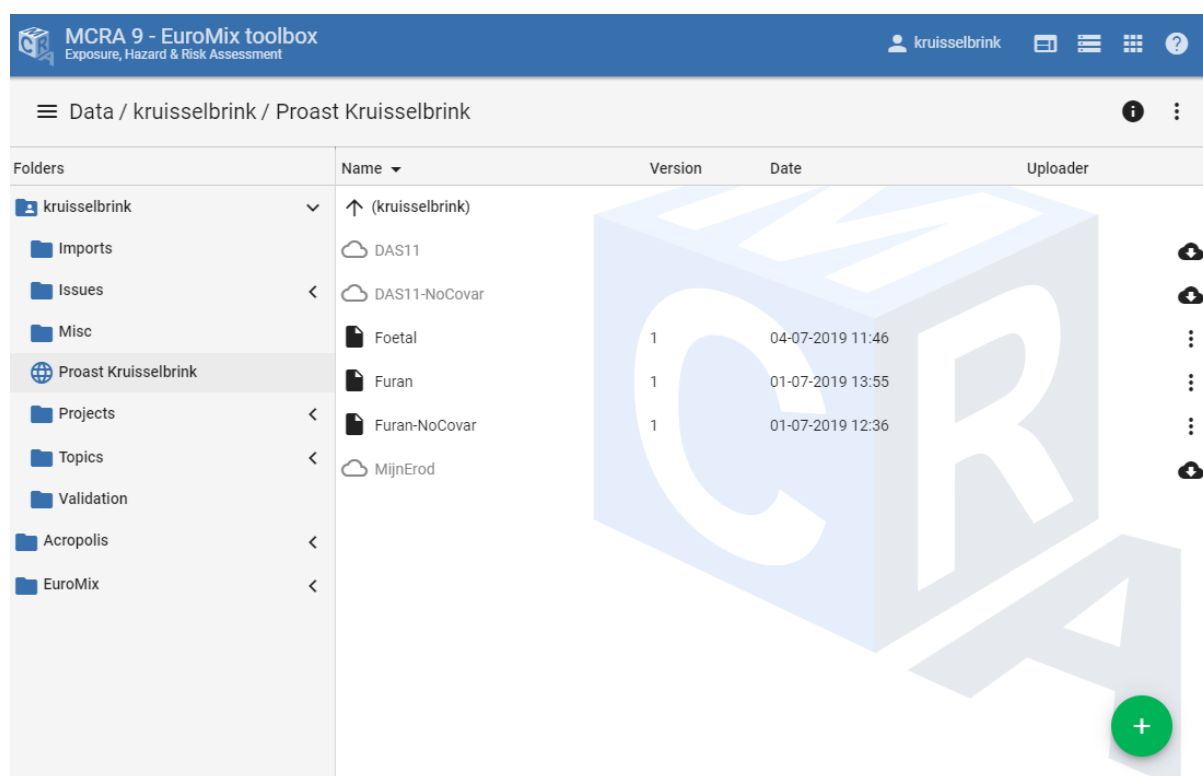 MCRA 9 - EuroMix toolbox
Exposure, Hazard & Risk Assessment
kruisselbrink
Data / kruisselbrink / Proast Kruisselbrink
Folders
kruisselbrink
Imports
Issues
Misc
Proast Kruisselbrink
Projects
Topics
Validation
Acropolis
EuroMix
Name Version Date Uploader
(kruisselbrink)
DAS11
DAS11-NoCovar
Foetal 1 04-07-2019 11:46
Furan 1 01-07-2019 13:55
Furan-NoCovar 1 01-07-2019 12:36
MijnErod
M
C R
A